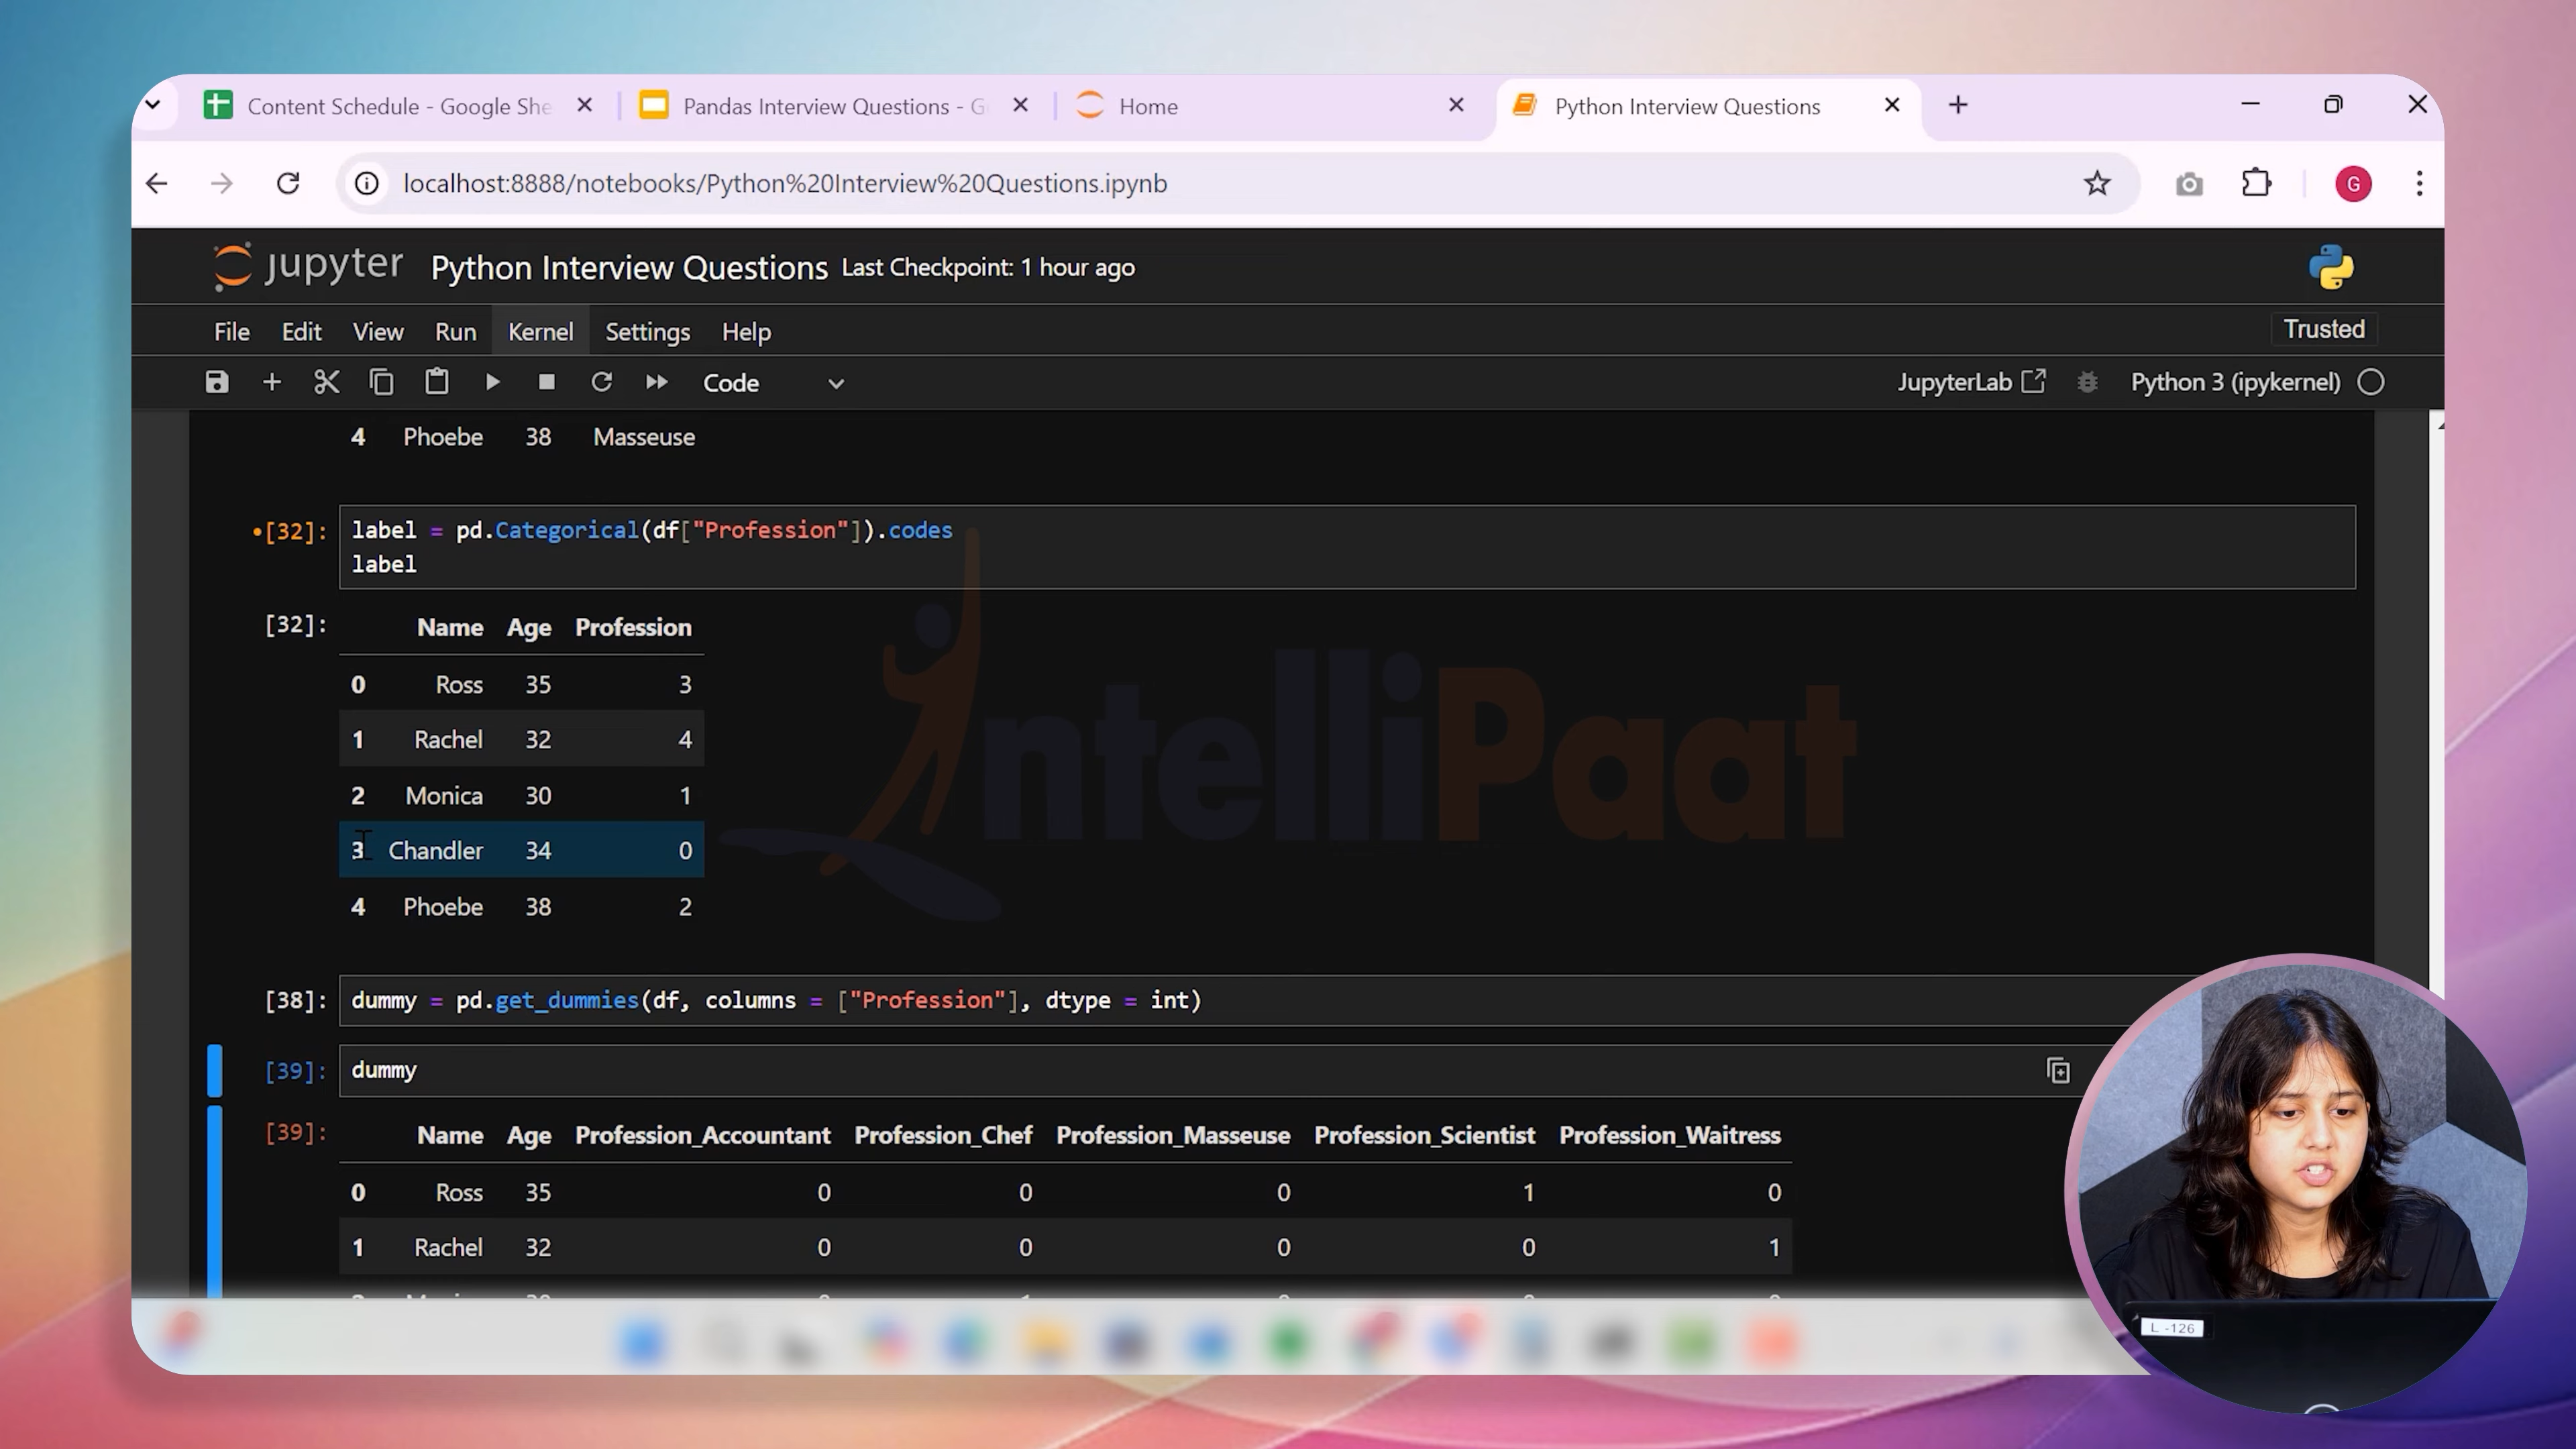 Content Schedule - Google She
Pandas Interview Questions - G
Home
Python Interview Questions
localhost:8888/notebooks/Python%20Interview%20Questions.ipynb
G
jupyter Python Interview Questions Last Checkpoint: 1 hour ago
File Edit View Run Kernel Settings Help
Trusted
Code
JupyterLab
Python 3 (ipykernel)
4 Phoebe 38 Masseuse
•[32]: label = pd.Categorical(df["Profession"]).codes
label
[32]: Name Age Profession
0 Ross 35 3
1 Rachel 32 4
2 Monica 30 1
3 Chandler 34 0
4 Phoebe 38 2
IntelliPaat
[38]: dummy = pd.get_dummies(df, columns = ["Profession"], dtype = int)
[39]: dummy
[39]: Name Age Profession_Accountant Profession_Chef Profession_Masseuse Profession_Scientist Profession_Waitress
0 Ross 35 0 0 0 1 0
1 Rachel 32 0 0 0 0 1
L -126